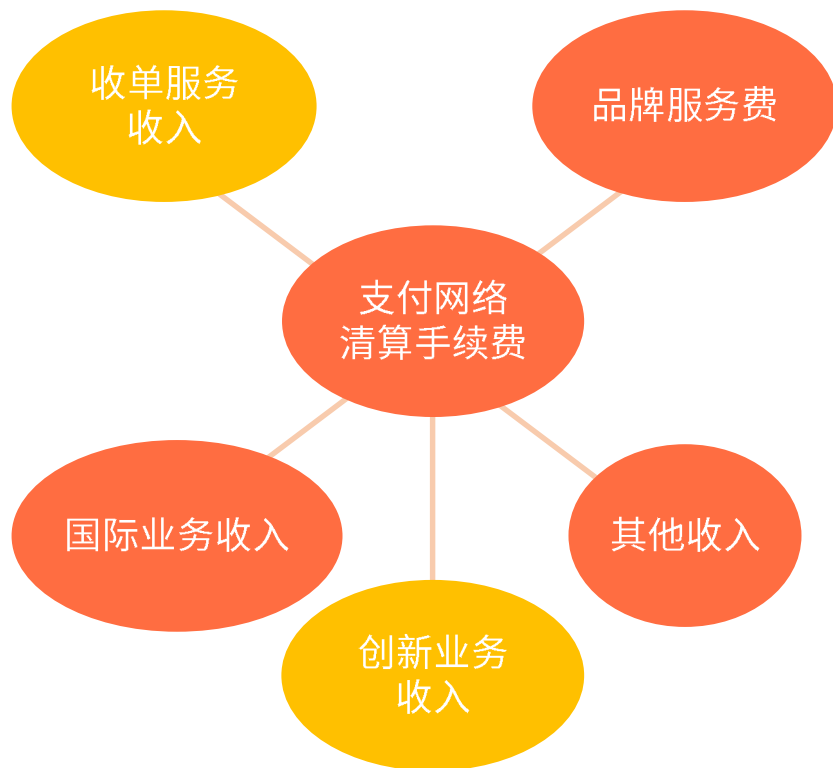 收单服务
收入
品牌服务费
支付网络
清算手续费
国际业务收入
其他收入
创新业务
收入